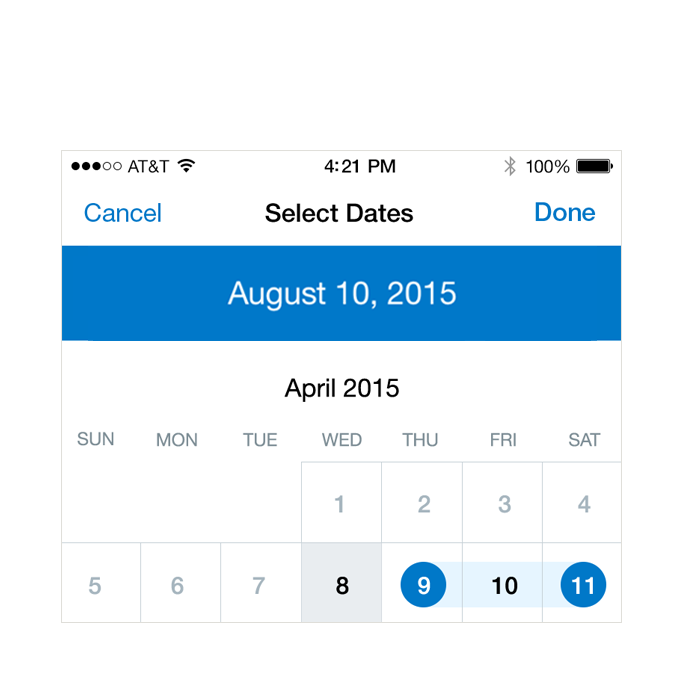 AT&T 4:21 PM 100%
Cancel Select Dates Done
August 10, 2015
April 2015
SUN MON TUE WED THU FRI SAT
1 2 3 4
5 6 7 8 9 10 11